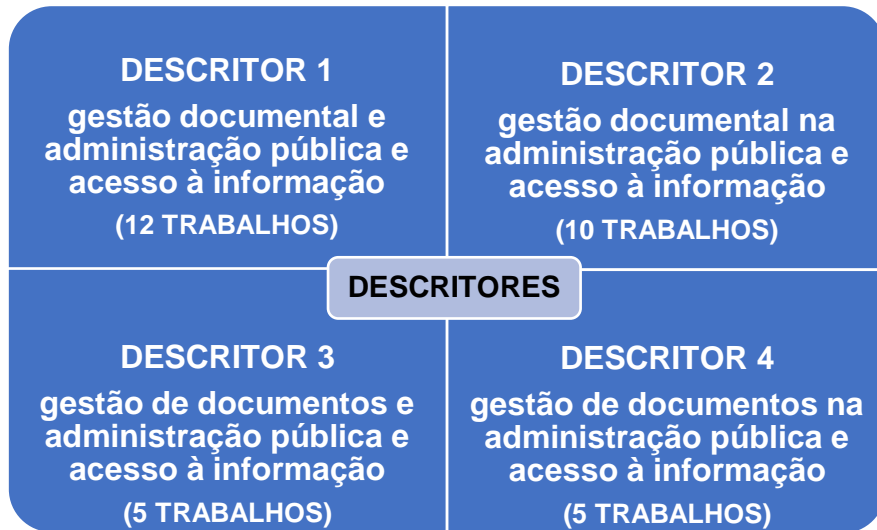 DESCRITOR 1
gestão documental e
administração pública e
acesso à informação
(12 TRABALHOS)
DESCRITOR 2
gestão documental na
administração pública e
acesso à informação
(10 TRABALHOS)
DESCRITORES
DESCRITOR 3
gestão de documentos e
administração pública e
acesso à informação
(5 TRABALHOS)
DESCRITOR 4
gestão de documentos na
administração pública e
acesso à informação
(5 TRABALHOS)